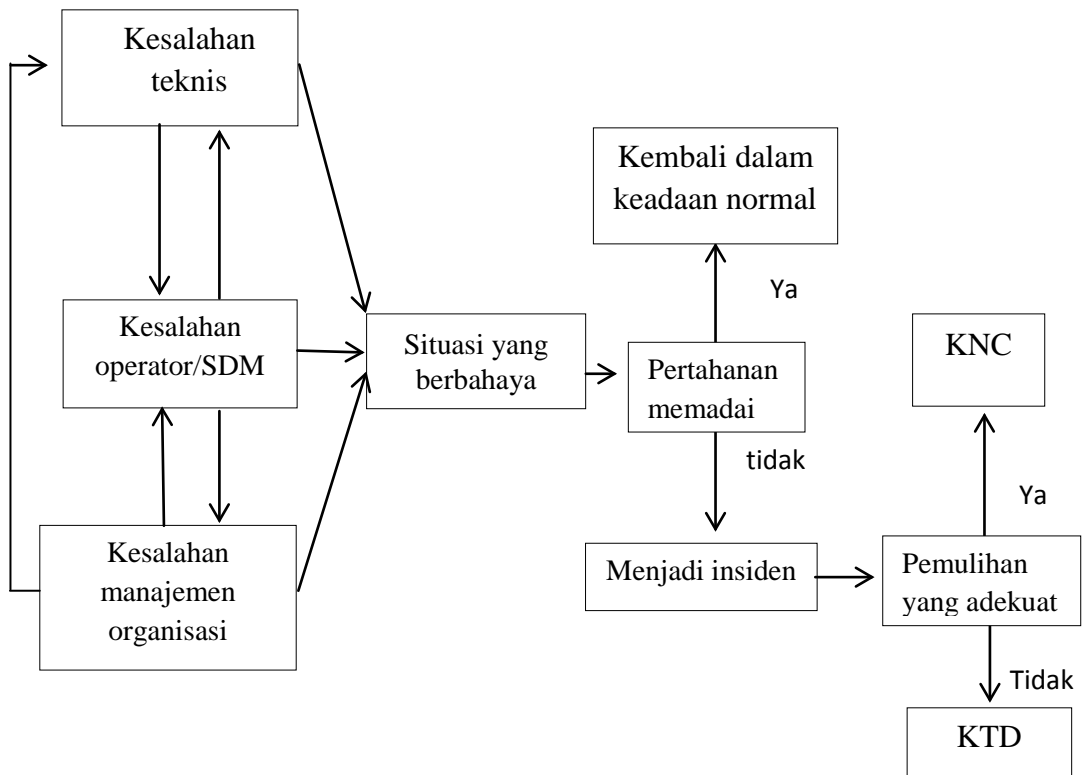 Kesalahan
teknis
Kesalahan
operator/SDM
Kesalahan
manajemen
organisasi
Situasi yang
berbahaya
Kembali dalam
keadaan normal
Ya
Pertahanan
memadai
tidak
Menjadi insiden
KNC
Ya
Pemulihan
yang adekuat
Tidak
KTD